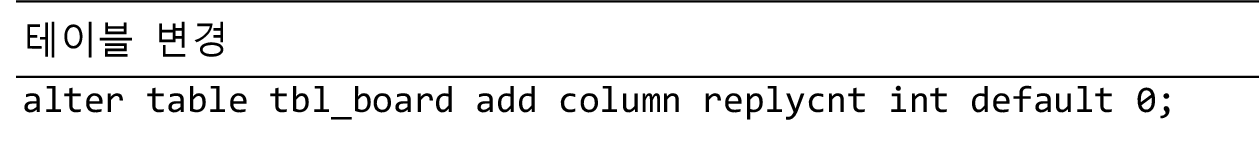 테이블 변경
alter table tbl_board add column replycnt int default 0;